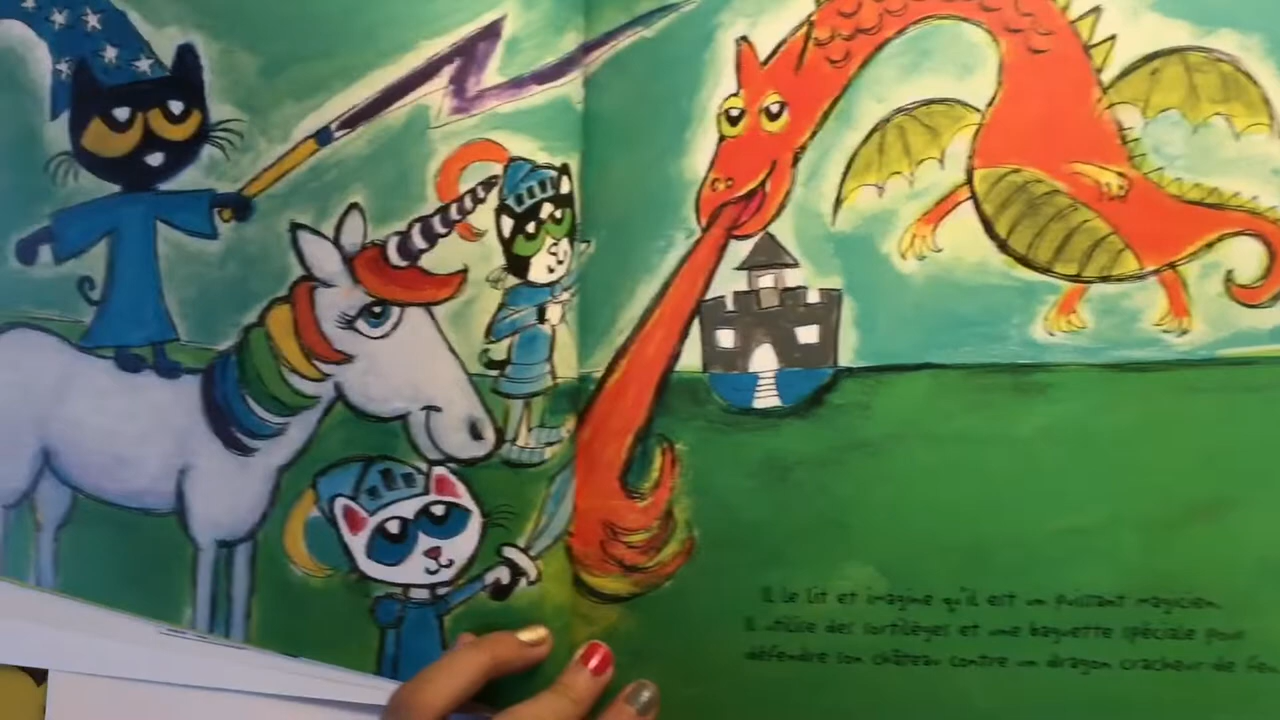 Il le lit et imagine qu'il est un puissant magicien.
Il utilise des sortilèges et une baguette spéciale pour
défendre son château contre un dragon cracheur de feu